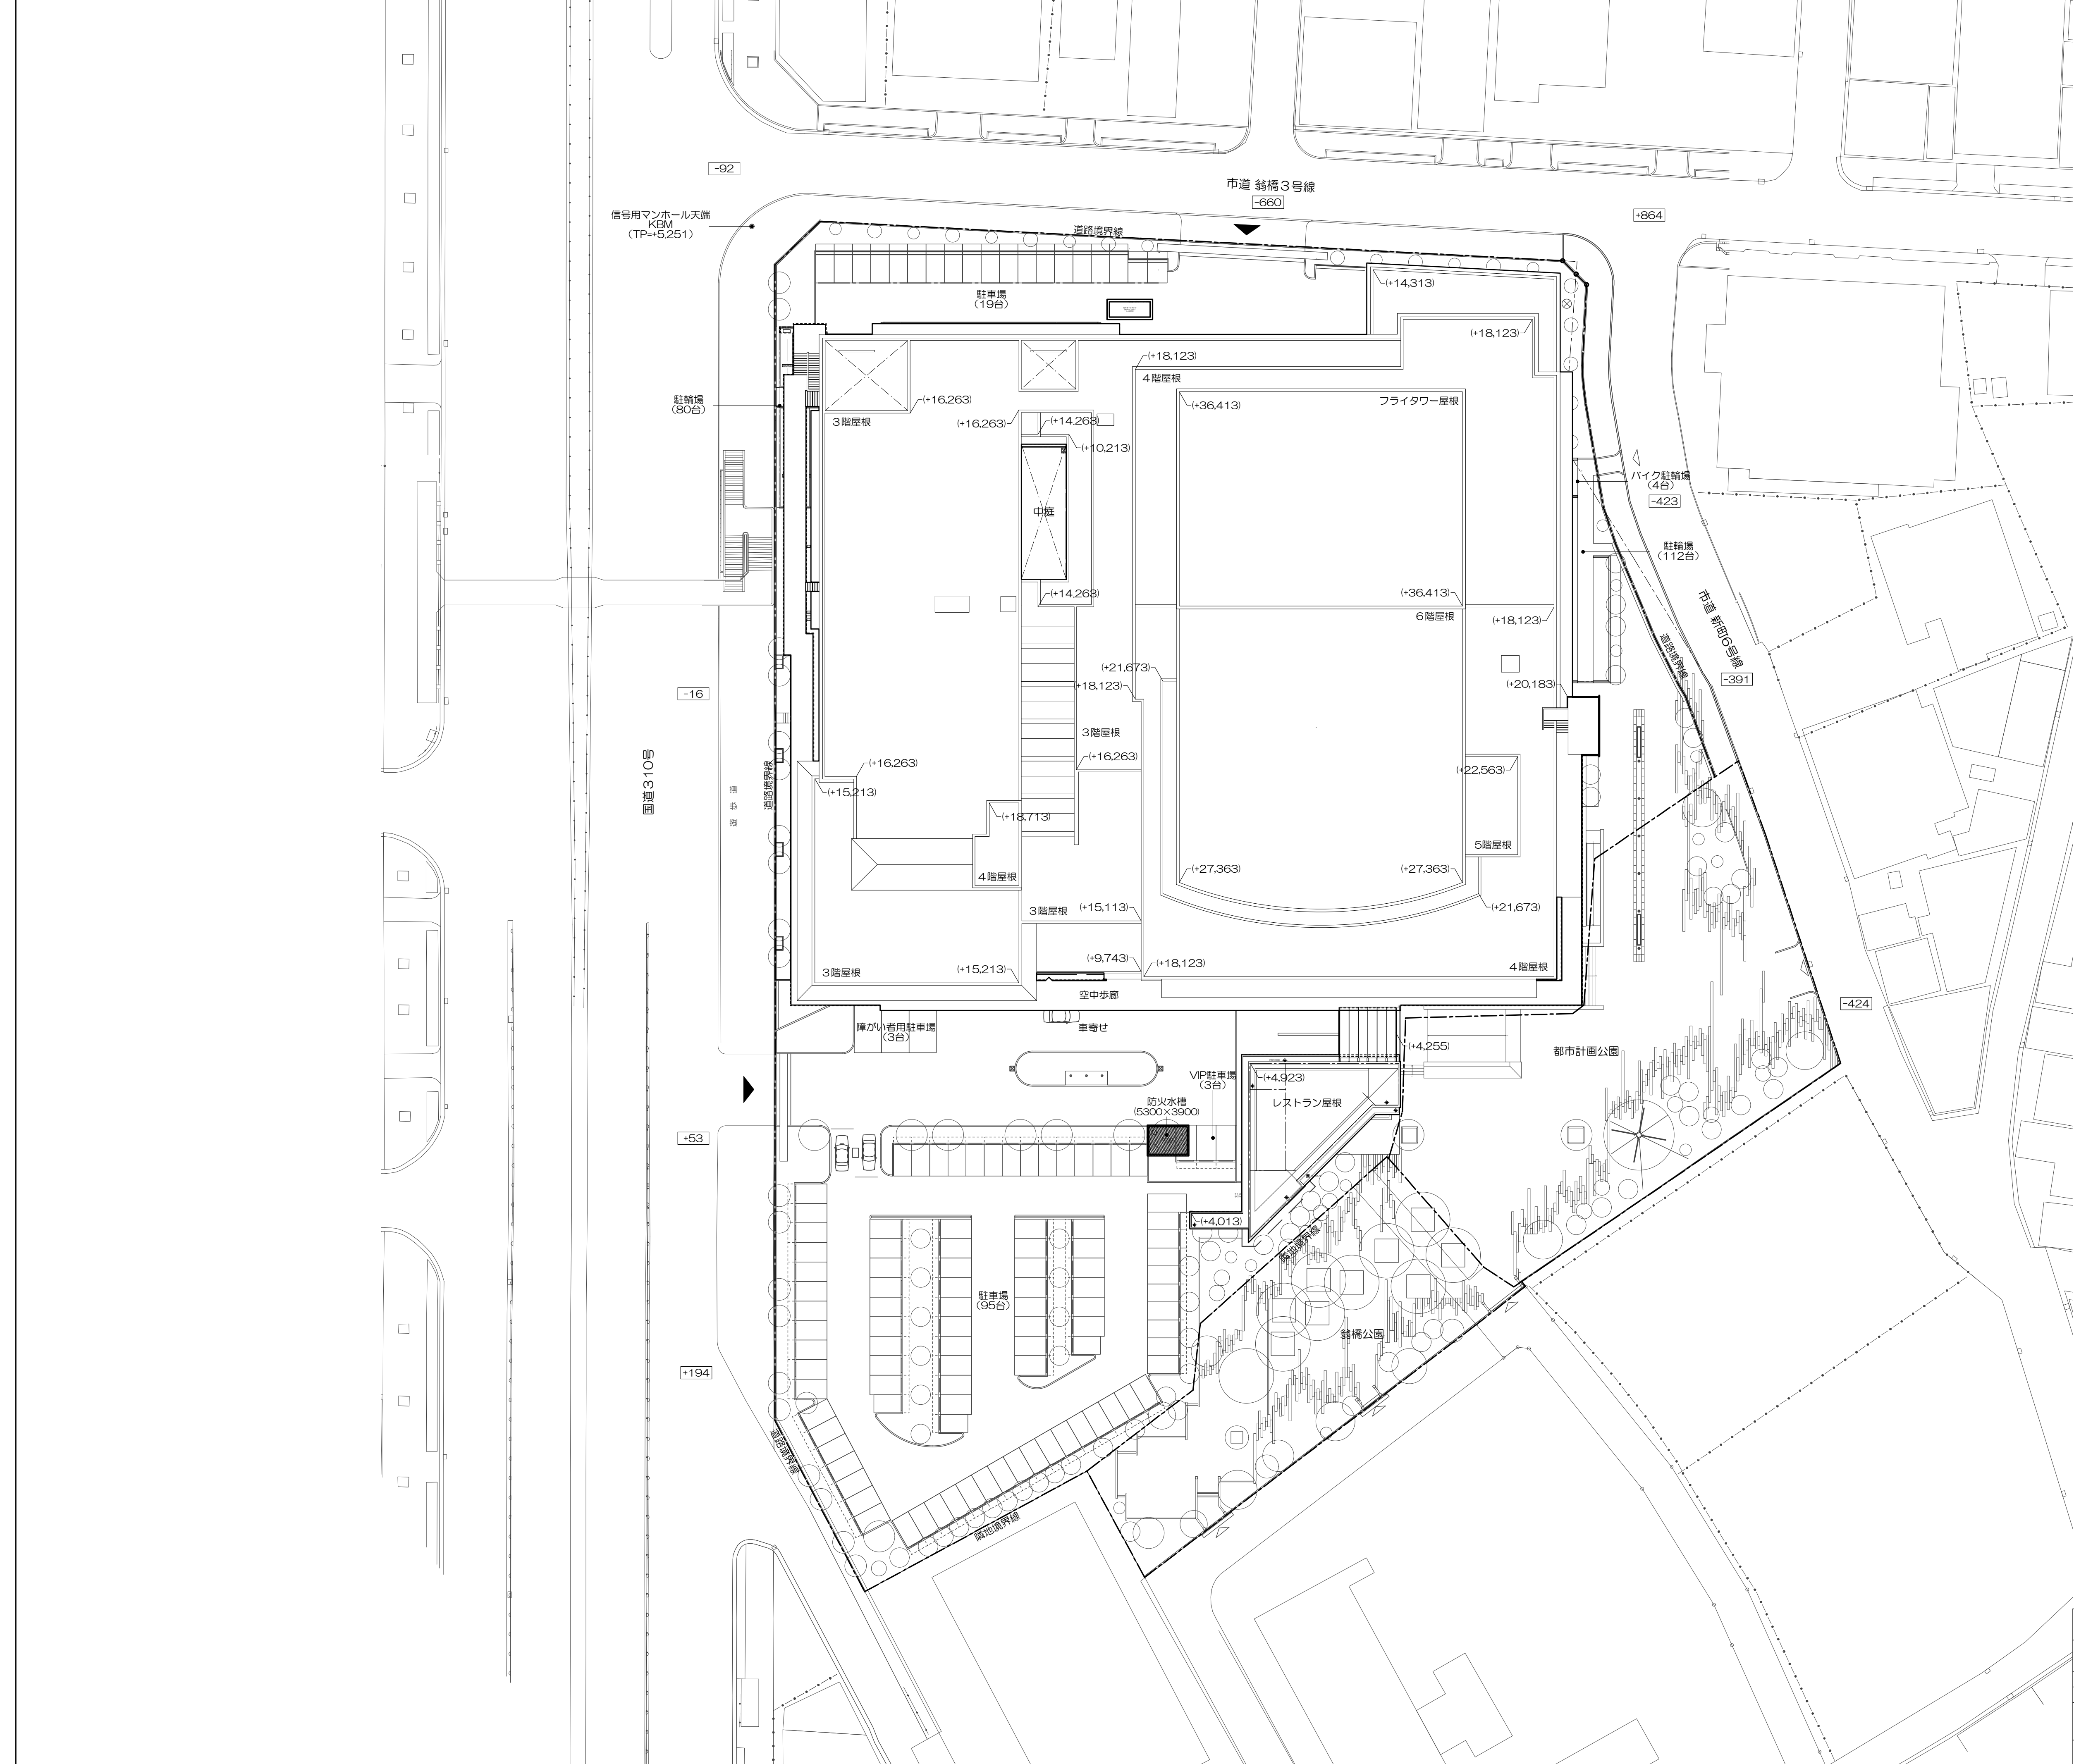 -92
市道 翁橋3号線
-660
+864
信号用マンホール天端
KBM
(TP=+5,251)
道路境界線
駐車場
(19台)
(+14,313)
(+18,123)
(+18,123)
4階屋根
駐輪場
(80台)
(+16,263)
3階屋根
(+16,263)
(+14,263)
(+10,213)
(+36,413)
フライタワー屋根
バイク駐輪場
(4台)
-423
中庭
駐輪場
(112台)
(+14,263)
(+36,413)
6階屋根
(+18,123)
市道 新町6号線
道路境界線
-391
(+21,673)
(+18,123)
(+20,183)
-16
国道310号
遊歩道
道路境界線
3階屋根
(+16,263)
(+16,263)
(+15,213)
(+22,563)
(+18,713)
5階屋根
4階屋根
(+27,363)
(+27,363)
3階屋根
(+15,113)
(+21,673)
3階屋根
(+15,213)
(+9,743)
(+18,123)
4階屋根
空中歩廊
-424
障がい者用駐車場
(3台)
車寄せ
(+4,255)
都市計画公園
VIP駐車場
(3台)
(+4,923)
レストラン屋根
防火水槽
(5300×3900)
+53
(+4,013)
隣地境界線
駐車場
(95台)
翁橋公園
+194
道路境界線
隣地境界線